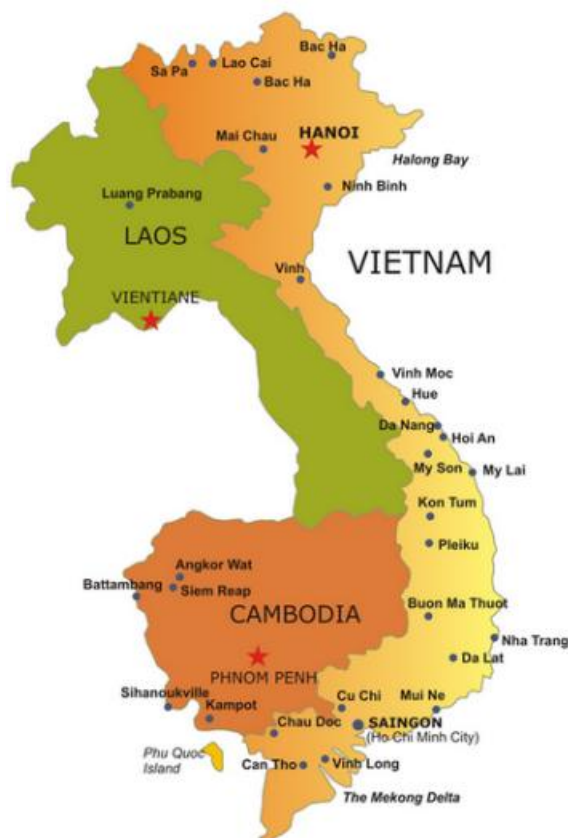 Bac Ha
Sa Pa
Lao Cai
Bac Ha
HANOI
Mai Chau
Halong Bay
Ninh Binh
Luang Prabang
LAOS
VIETNAM
Vinh
VIENTIANE
Vinh Moc
Hue
Da Nang
Hoi An
My Son
My Lai
Kon Tum
Pleiku
Angkor Wat
Battambang
Siem Reap
CAMBODIA
Buon Ma Thuot
Nha Trang
Da Lat
PHNOM PENH
Sihanoukville
Kampot
Cu Chi
Mui Ne
Chau Doc
SAINGON
(Ho Chi Minh City)
Phu Quoc
Island
Can Tho
Vinh Long
The Mekong Delta